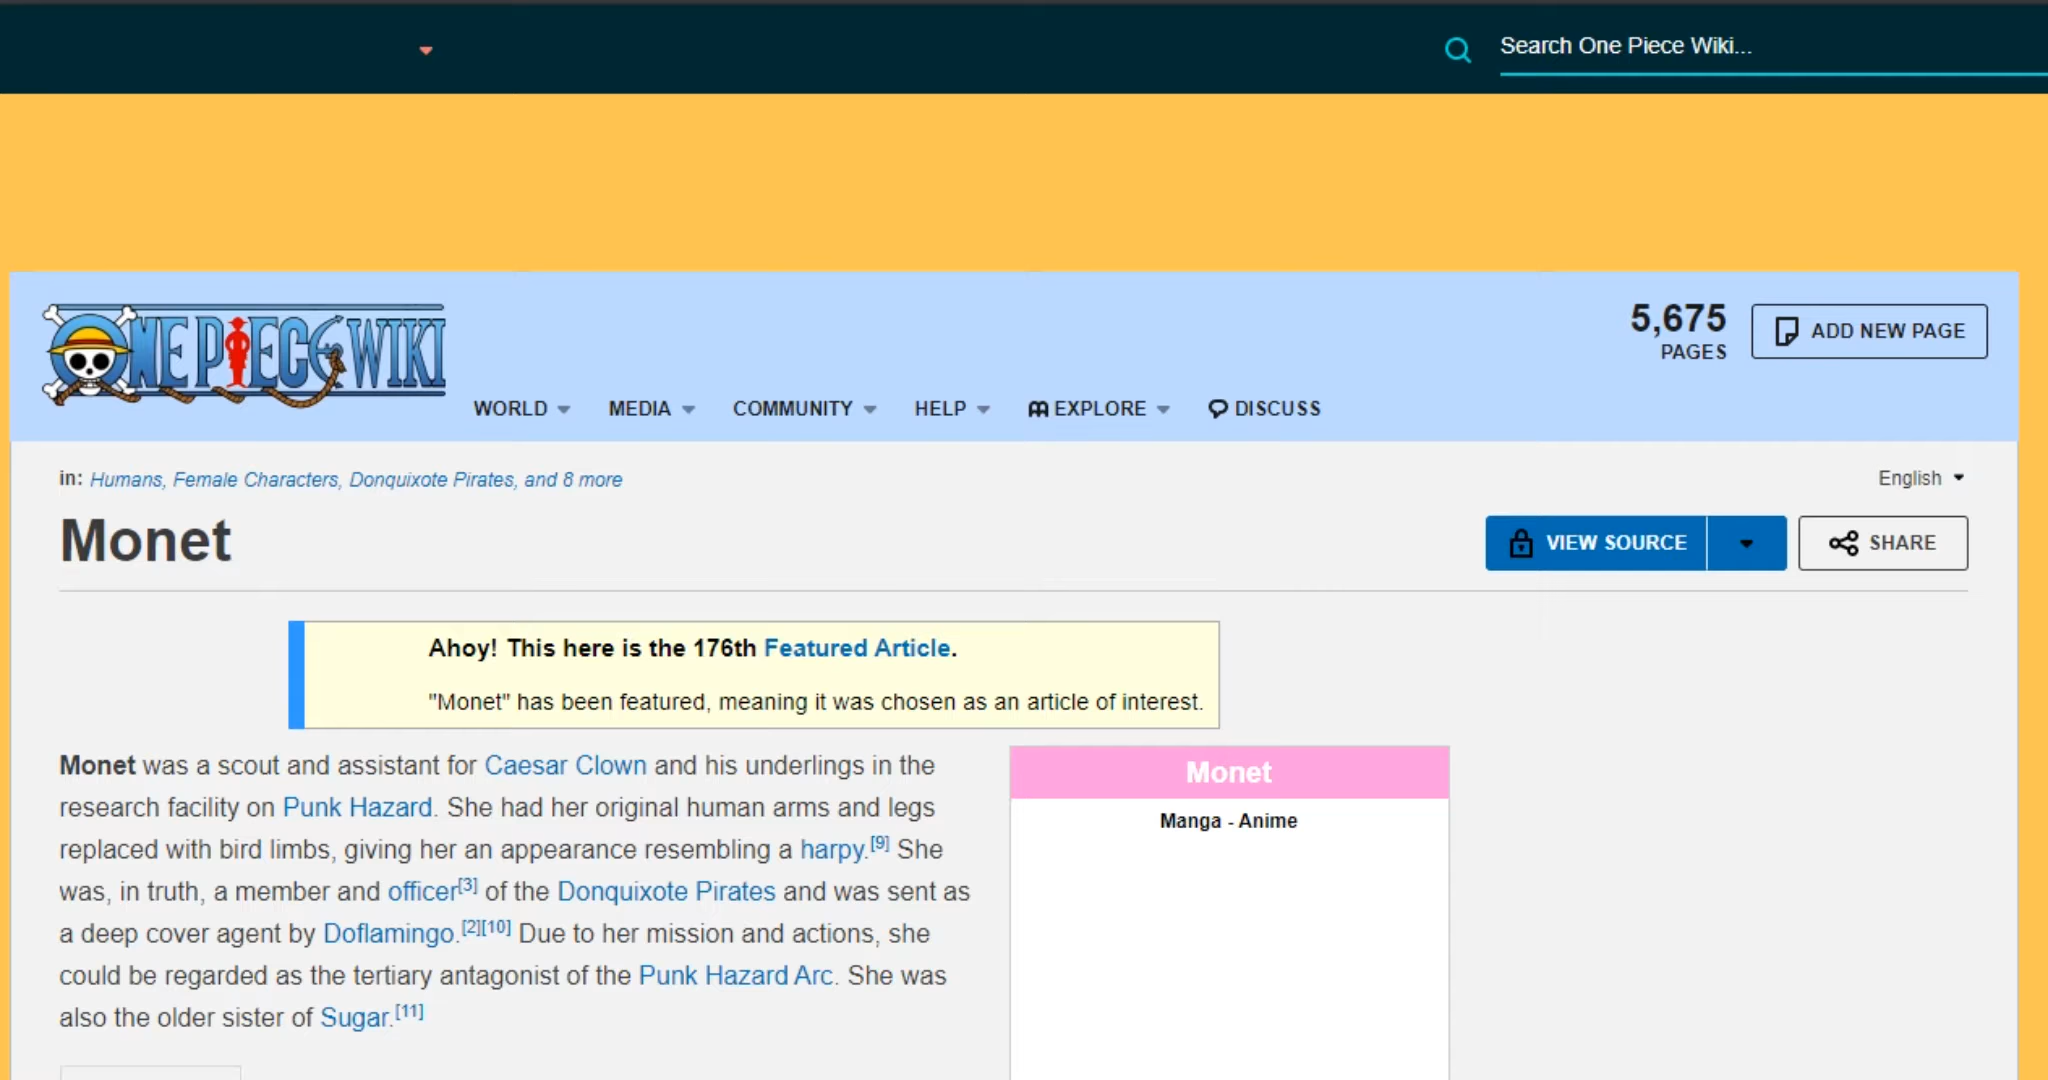 Search One Piece Wiki...
ONE PIECE WIKI
5,675
PAGES
ADD NEW PAGE
WORLD
MEDIA
COMMUNITY
HELP
EXPLORE
DISCUSS
in: Humans, Female Characters, Donquixote Pirates, and 8 more
English
Monet
VIEW SOURCE
SHARE
Ahoy! This here is the 176th Featured Article.
"Monet" has been featured, meaning it was chosen as an article of interest.
Monet was a scout and assistant for Caesar Clown and his underlings in the
research facility on Punk Hazard. She had her original human arms and legs
replaced with bird limbs, giving her an appearance resembling a harpy.[9] She
was, in truth, a member and officer[3] of the Donquixote Pirates and was sent as
a deep cover agent by Doflamingo.[2][10] Due to her mission and actions, she
could be regarded as the tertiary antagonist of the Punk Hazard Arc. She was
also the older sister of Sugar.[11]
Monet
Manga - Anime